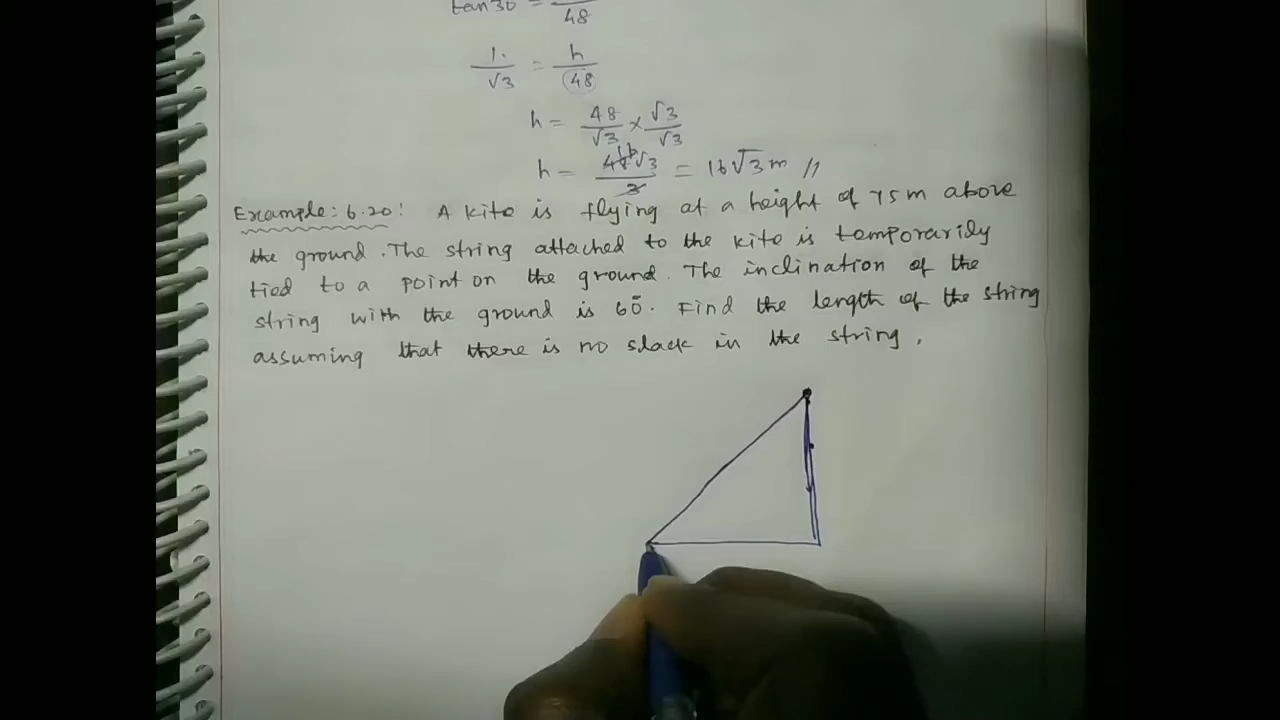 tan 30 = 48
1/√3 = h/48
h = 48/√3 × √3/√3
h = 48√3/3 = 16√3 m //
Example: 6.20: A kite is flying at a height of 75 m above
the ground. The string attached to the kite is temporarily
tied to a point on the ground. The inclination of the
string with the ground is 60°. Find the length of the string
assuming that there is no slack in the string.